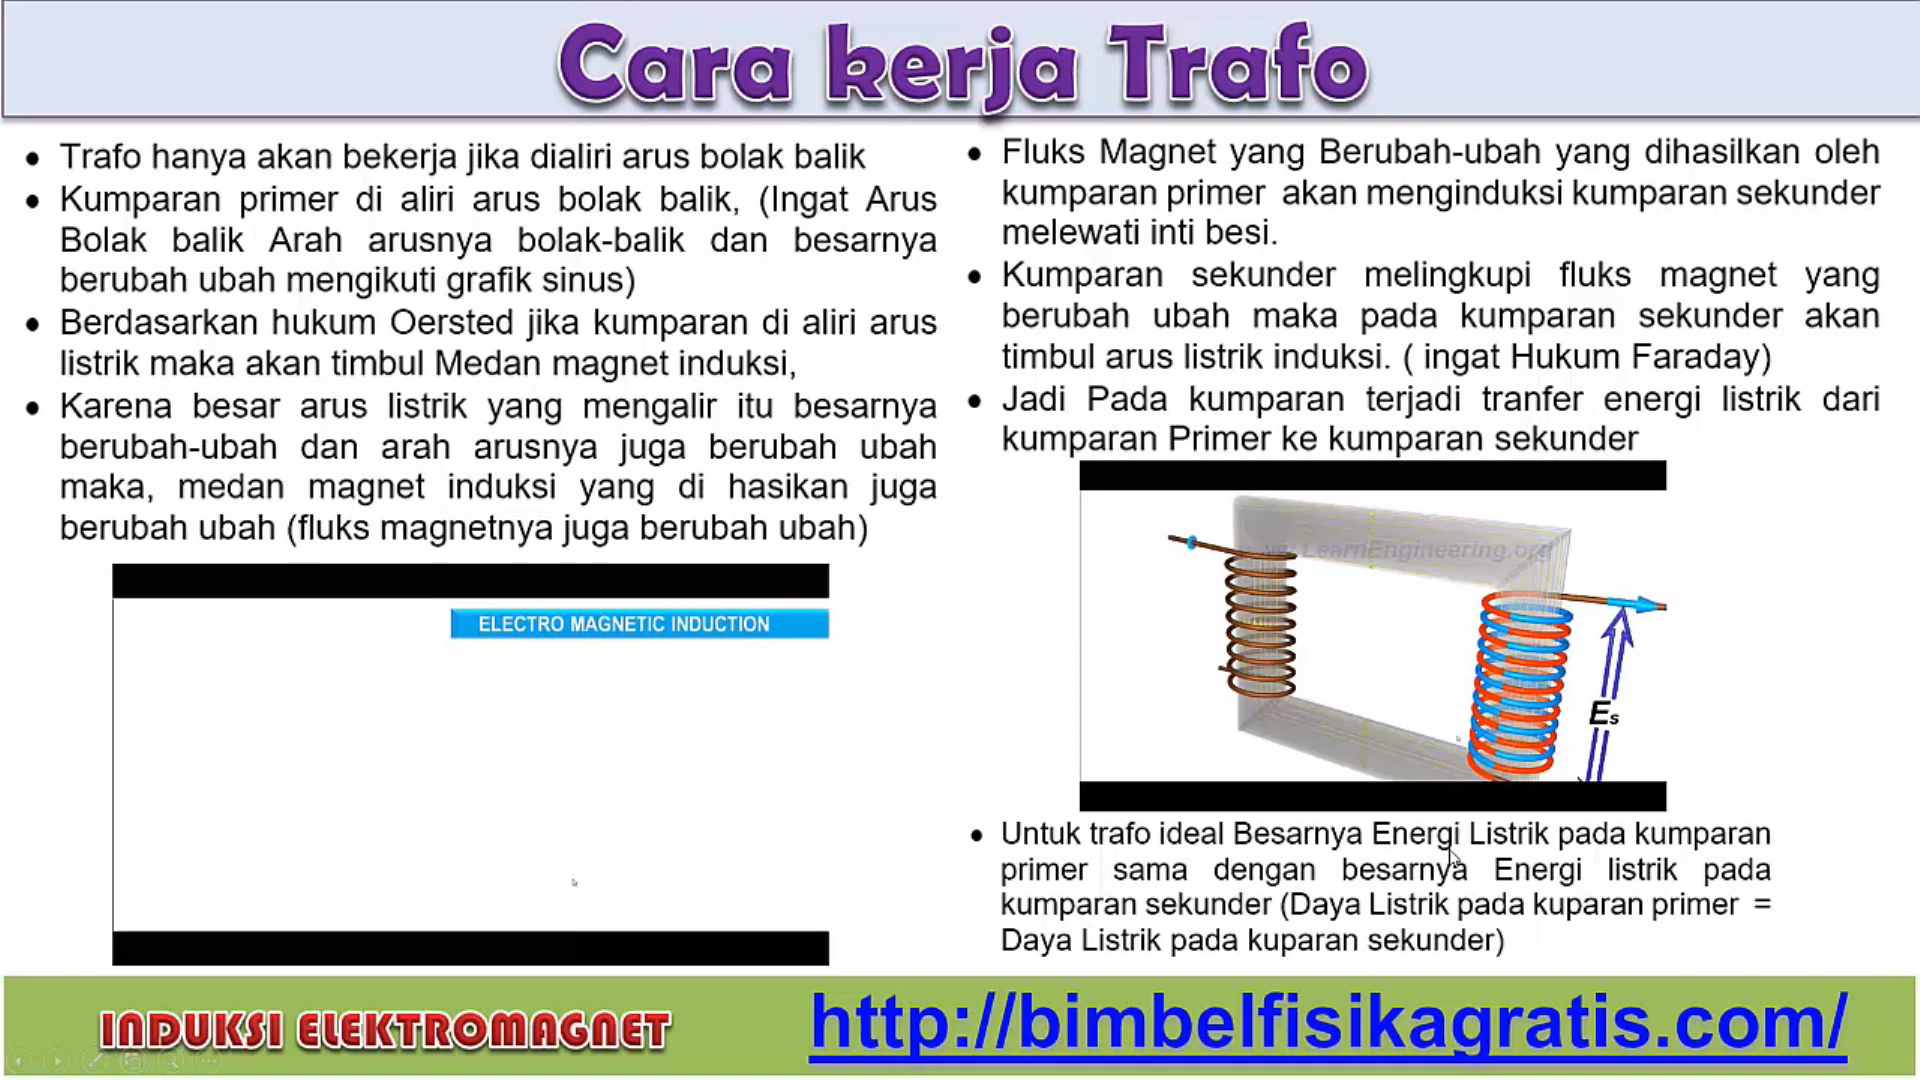 Cara kerja Trafo
• Trafo hanya akan bekerja jika dialiri arus bolak balik
• Kumparan primer di aliri arus bolak balik, (Ingat Arus
Bolak balik Arah arusnya bolak-balik dan besarnya
berubah ubah mengikuti grafik sinus)
• Berdasarkan hukum Oersted jika kumparan di aliri arus
listrik maka akan timbul Medan magnet induksi,
• Karena besar arus listrik yang mengalir itu besarnya
berubah-ubah dan arah arusnya juga berubah ubah
maka, medan magnet induksi yang di hasikan juga
berubah ubah (fluks magnetnya juga berubah ubah)
ELECTRO MAGNETIC INDUCTION
• Fluks Magnet yang Berubah-ubah yang dihasilkan oleh
kumparan primer akan menginduksi kumparan sekunder
melewati inti besi.
• Kumparan sekunder melingkupi fluks magnet yang
berubah ubah maka pada kumparan sekunder akan
timbul arus listrik induksi. ( ingat Hukum Faraday)
• Jadi Pada kumparan terjadi tranfer energi listrik dari
kumparan Primer ke kumparan sekunder
LearnEngineering.org
Es
• Untuk trafo ideal Besarnya Energi Listrik pada kumparan
primer sama dengan besarnya Energi listrik pada
kumparan sekunder (Daya Listrik pada kuparan primer =
Daya Listrik pada kuparan sekunder)
INDUKSI ELEKTROMAGNET
http://bimbelfisikagratis.com/